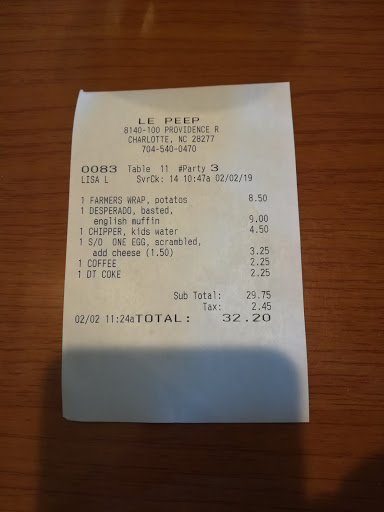 LE PEEP
8140-100 PROVIDENCE R
CHARLOTTE, NC 28277
704-540-0470
0083 Table 11 #Party 3
LISA L SvrCk: 14 10:47a 02/02/19
1 FARMERS WRAP, potatos 8.50
1 DESPERADO, basted,
english muffin 9.00
1 CHIPPER, kids water 4.50
1 S/O ONE EGG, scrambled,
add cheese (1.50) 3.25
1 COFFEE 2.25
1 DT COKE 2.25
Sub Total: 29.75
Tax: 2.45
02/02 11:24aTOTAL: 32.20